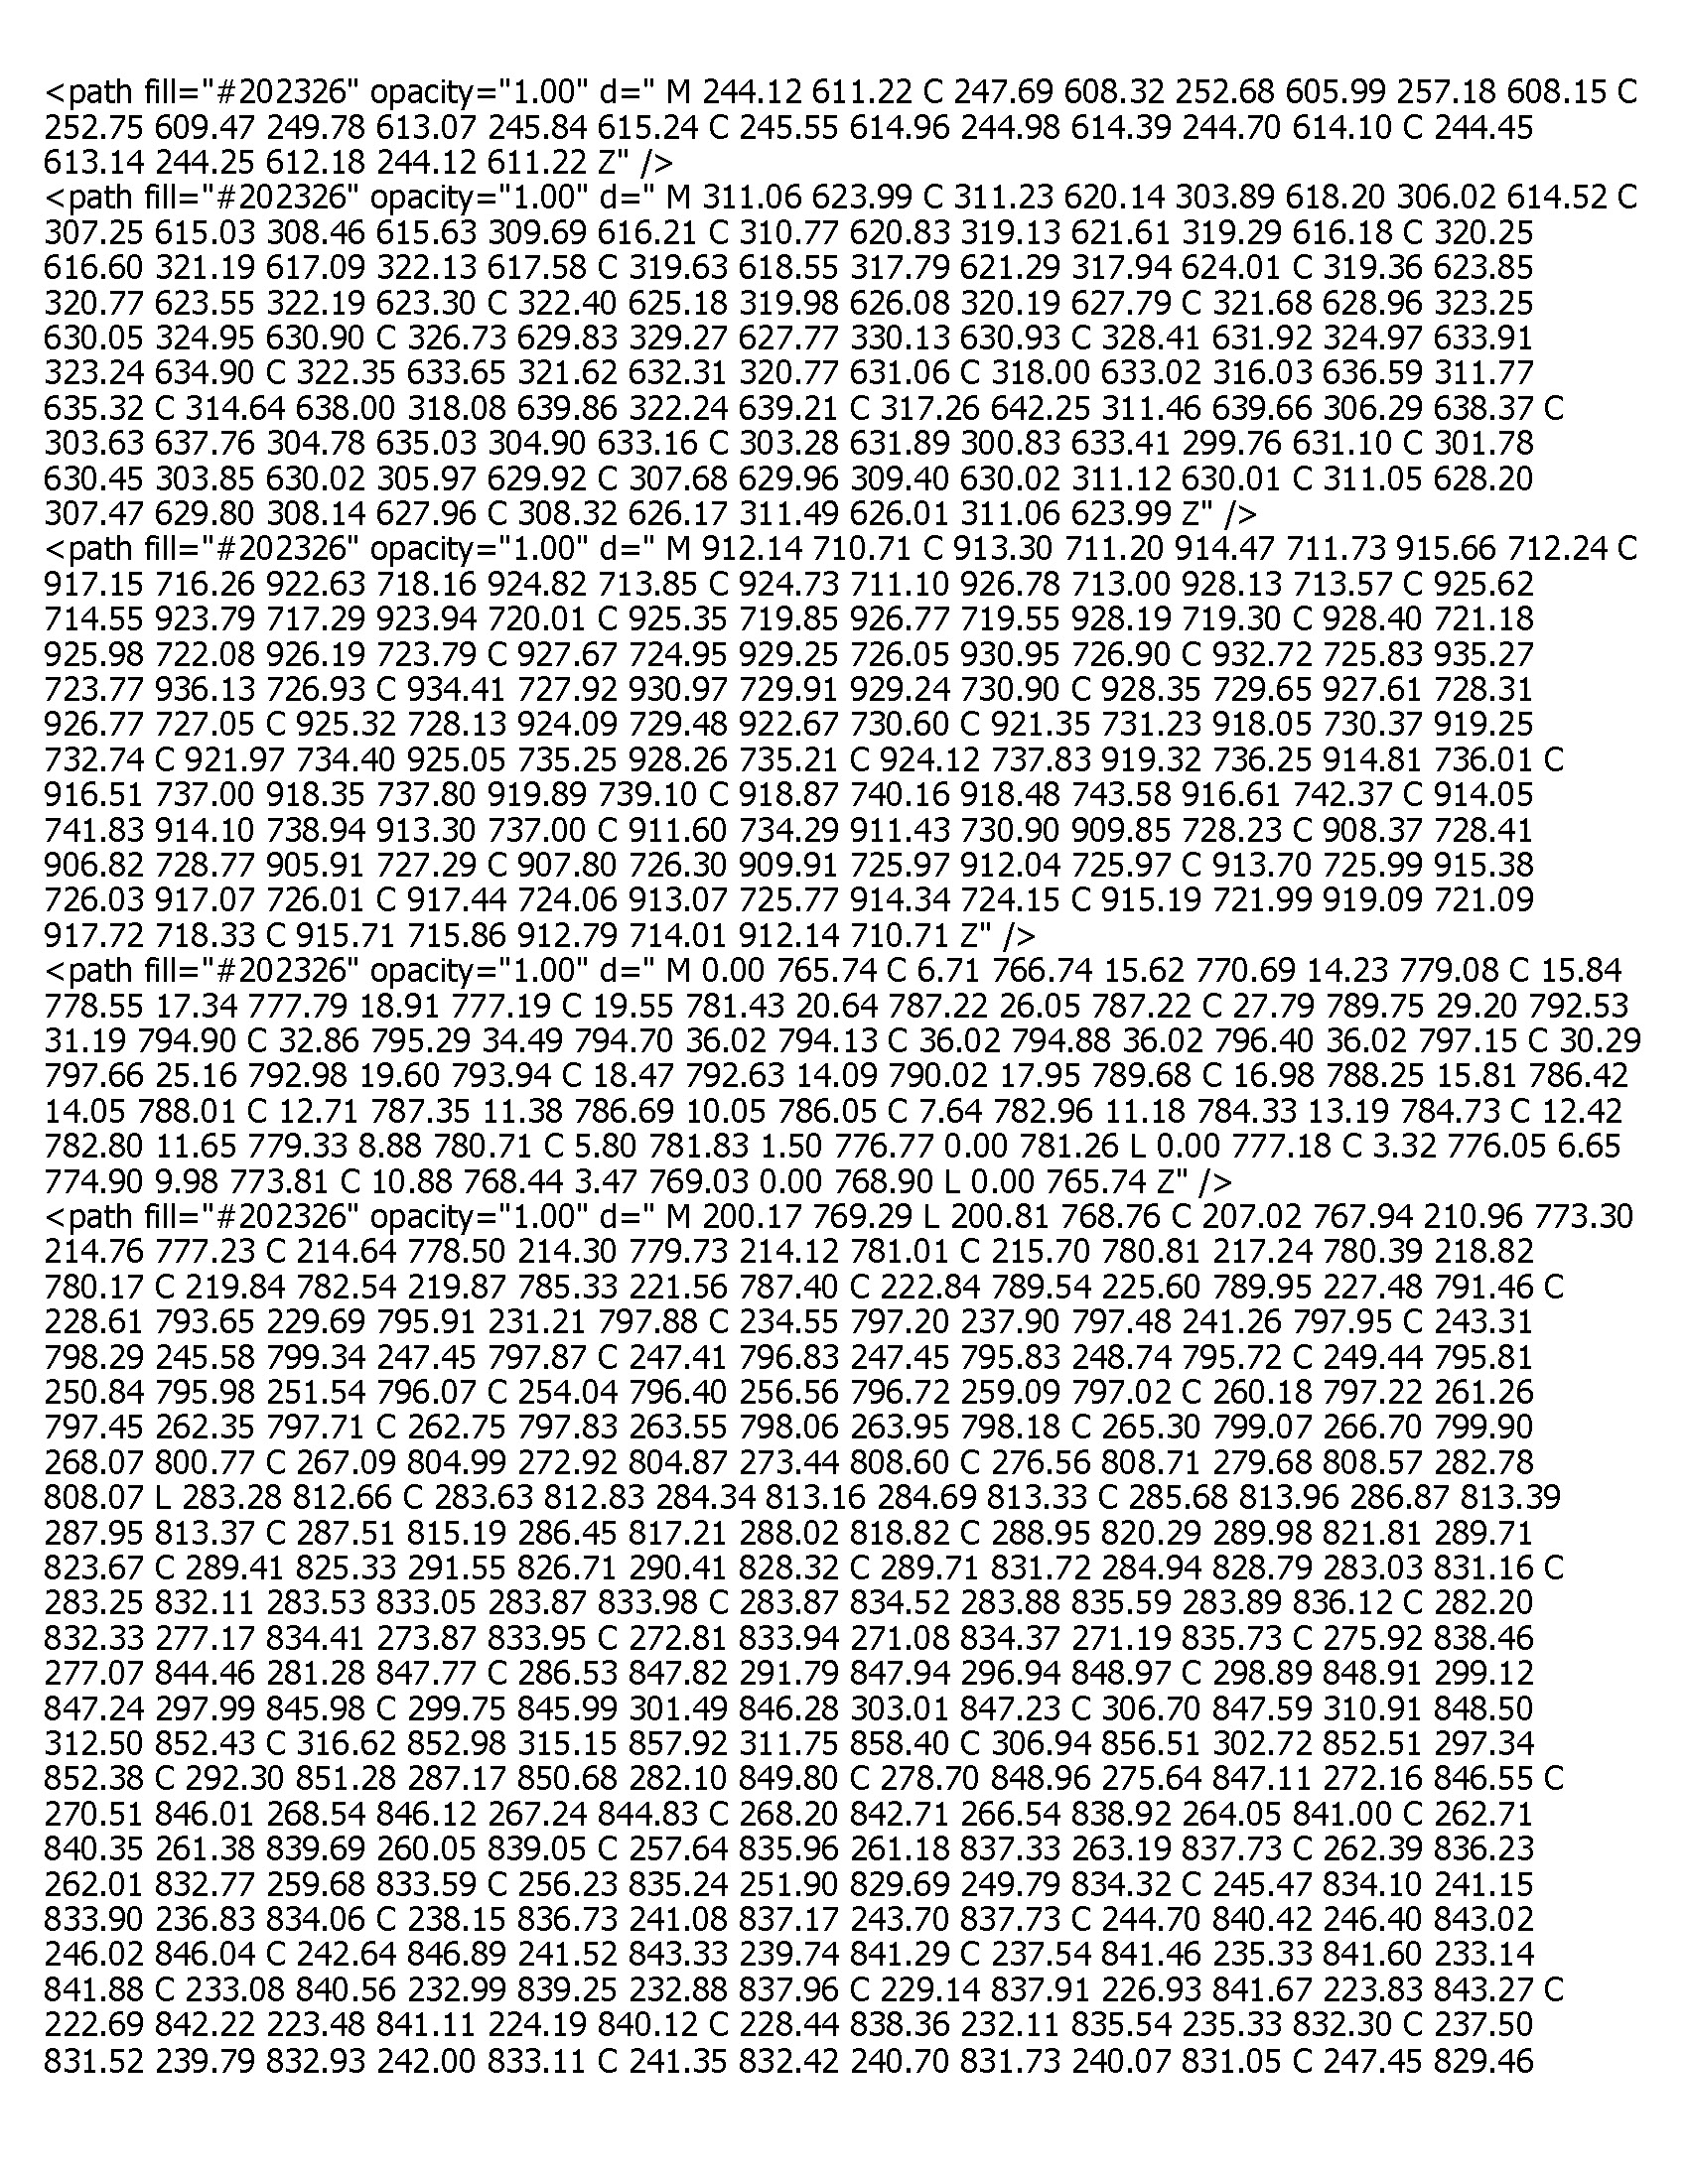 <path fill="#202326" opacity="1.00" d=" M 244.12 611.22 C 247.69 608.32 252.68 605.99 257.18 608.15 C
252.75 609.47 249.78 613.07 245.84 615.24 C 245.55 614.96 244.98 614.39 244.70 614.10 C 244.45
613.14 244.25 612.18 244.12 611.22 Z" />
<path fill="#202326" opacity="1.00" d=" M 311.06 623.99 C 311.23 620.14 303.89 618.20 306.02 614.52 C
307.25 615.03 308.46 615.63 309.69 616.21 C 310.77 620.83 319.13 621.61 319.29 616.18 C 320.25
616.60 321.19 617.09 322.13 617.58 C 319.63 618.55 317.79 621.29 317.94 624.01 C 319.36 623.85
320.77 623.55 322.19 623.30 C 322.40 625.18 319.98 626.08 320.19 627.79 C 321.68 628.96 323.25
630.05 324.95 630.90 C 326.73 629.83 329.27 627.77 330.13 630.93 C 328.41 631.92 324.97 633.91
323.24 634.90 C 322.35 633.65 321.62 632.31 320.77 631.06 C 318.00 633.02 316.03 636.59 311.77
635.32 C 314.64 638.00 318.08 639.86 322.24 639.21 C 317.26 642.25 311.46 639.66 306.29 638.37 C
303.63 637.76 304.78 635.03 304.90 633.16 C 303.28 631.89 300.83 633.41 299.76 631.10 C 301.78
630.45 303.85 630.02 305.97 629.92 C 307.68 629.96 309.40 630.02 311.12 630.01 C 311.05 628.20
307.47 629.80 308.14 627.96 C 308.32 626.17 311.49 626.01 311.06 623.99 Z" />
<path fill="#202326" opacity="1.00" d=" M 912.14 710.71 C 913.30 711.20 914.47 711.73 915.66 712.24 C
917.15 716.26 922.63 718.16 924.82 713.85 C 924.73 711.10 926.78 713.00 928.13 713.57 C 925.62
714.55 923.79 717.29 923.94 720.01 C 925.35 719.85 926.77 719.55 928.19 719.30 C 928.40 721.18
925.98 722.08 926.19 723.79 C 927.67 724.95 929.25 726.05 930.95 726.90 C 932.72 725.83 935.27
723.77 936.13 726.93 C 934.41 727.92 930.97 729.91 929.24 730.90 C 928.35 729.65 927.61 728.31
926.77 727.05 C 925.32 728.13 924.09 729.48 922.67 730.60 C 921.35 731.23 918.05 730.37 919.25
732.74 C 921.97 734.40 925.05 735.25 928.26 735.21 C 924.12 737.83 919.32 736.25 914.81 736.01 C
916.51 737.00 918.35 737.80 919.89 739.10 C 918.87 740.16 918.48 743.58 916.61 742.37 C 914.05
741.83 914.10 738.94 913.30 737.00 C 911.60 734.29 911.43 730.90 909.85 728.23 C 908.37 728.41
906.82 728.77 905.91 727.29 C 907.80 726.30 909.91 725.97 912.04 725.97 C 913.70 725.99 915.38
726.03 917.07 726.01 C 917.44 724.06 913.07 725.77 914.34 724.15 C 915.19 721.99 919.09 721.09
917.72 718.33 C 915.71 715.86 912.79 714.01 912.14 710.71 Z" />
<path fill="#202326" opacity="1.00" d=" M 0.00 765.74 C 6.71 766.74 15.62 770.69 14.23 779.08 C 15.84
778.55 17.34 777.79 18.91 777.19 C 19.55 781.43 20.64 787.22 26.05 787.22 C 27.79 789.75 29.20 792.53
31.19 794.90 C 32.86 795.29 34.49 794.70 36.02 794.13 C 36.02 794.88 36.02 796.40 36.02 797.15 C 30.29
797.66 25.16 792.98 19.60 793.94 C 18.47 792.63 14.09 790.02 17.95 789.68 C 16.98 788.25 15.81 786.42
14.05 788.01 C 12.71 787.35 11.38 786.69 10.05 786.05 C 7.64 782.96 11.18 784.33 13.19 784.73 C 12.42
782.80 11.65 779.33 8.88 780.71 C 5.80 781.83 1.50 776.77 0.00 781.26 L 0.00 777.18 C 3.32 776.05 6.65
774.90 9.98 773.81 C 10.88 768.44 3.47 769.03 0.00 768.90 L 0.00 765.74 Z" />
<path fill="#202326" opacity="1.00" d=" M 200.17 769.29 L 200.81 768.76 C 207.02 767.94 210.96 773.30
214.76 777.23 C 214.64 778.50 214.30 779.73 214.12 781.01 C 215.70 780.81 217.24 780.39 218.82
780.17 C 219.84 782.54 219.87 785.33 221.56 787.40 C 222.84 789.54 225.60 789.95 227.48 791.46 C
228.61 793.65 229.69 795.91 231.21 797.88 C 234.55 797.20 237.90 797.48 241.26 797.95 C 243.31
798.29 245.58 799.34 247.45 797.87 C 247.41 796.83 247.45 795.83 248.74 795.72 C 249.44 795.81
250.84 795.98 251.54 796.07 C 254.04 796.40 256.56 796.72 259.09 797.02 C 260.18 797.22 261.26
797.45 262.35 797.71 C 262.75 797.83 263.55 798.06 263.95 798.18 C 265.30 799.07 266.70 799.90
268.07 800.77 C 267.09 804.99 272.92 804.87 273.44 808.60 C 276.56 808.71 279.68 808.57 282.78
808.07 L 283.28 812.66 C 283.63 812.83 284.34 813.16 284.69 813.33 C 285.68 813.96 286.87 813.39
287.95 813.37 C 287.51 815.19 286.45 817.21 288.02 818.82 C 288.95 820.29 289.98 821.81 289.71
823.67 C 289.41 825.33 291.55 826.71 290.41 828.32 C 289.71 831.72 284.94 828.79 283.03 831.16 C
283.25 832.11 283.53 833.05 283.87 833.98 C 283.87 834.52 283.88 835.59 283.89 836.12 C 282.20
832.33 277.17 834.41 273.87 833.95 C 272.81 833.94 271.08 834.37 271.19 835.73 C 275.92 838.46
277.07 844.46 281.28 847.77 C 286.53 847.82 291.79 847.94 296.94 848.97 C 298.89 848.91 299.12
847.24 297.99 845.98 C 299.75 845.99 301.49 846.28 303.01 847.23 C 306.70 847.59 310.91 848.50
312.50 852.43 C 316.62 852.98 315.15 857.92 311.75 858.40 C 306.94 856.51 302.72 852.51 297.34
852.38 C 292.30 851.28 287.17 850.68 282.10 849.80 C 278.70 848.96 275.64 847.11 272.16 846.55 C
270.51 846.01 268.54 846.12 267.24 844.83 C 268.20 842.71 266.54 838.92 264.05 841.00 C 262.71
840.35 261.38 839.69 260.05 839.05 C 257.64 835.96 261.18 837.33 263.19 837.73 C 262.39 836.23
262.01 832.77 259.68 833.59 C 256.23 835.24 251.90 829.69 249.79 834.32 C 245.47 834.10 241.15
833.90 236.83 834.06 C 238.15 836.73 241.08 837.17 243.70 837.73 C 244.70 840.42 246.40 843.02
246.02 846.04 C 242.64 846.89 241.52 843.33 239.74 841.29 C 237.54 841.46 235.33 841.60 233.14
841.88 C 233.08 840.56 232.99 839.25 232.88 837.96 C 229.14 837.91 226.93 841.67 223.83 843.27 C
222.69 842.22 223.48 841.11 224.19 840.12 C 228.44 838.36 232.11 835.54 235.33 832.30 C 237.50
831.52 239.79 832.93 242.00 833.11 C 241.35 832.42 240.70 831.73 240.07 831.05 C 247.45 829.46